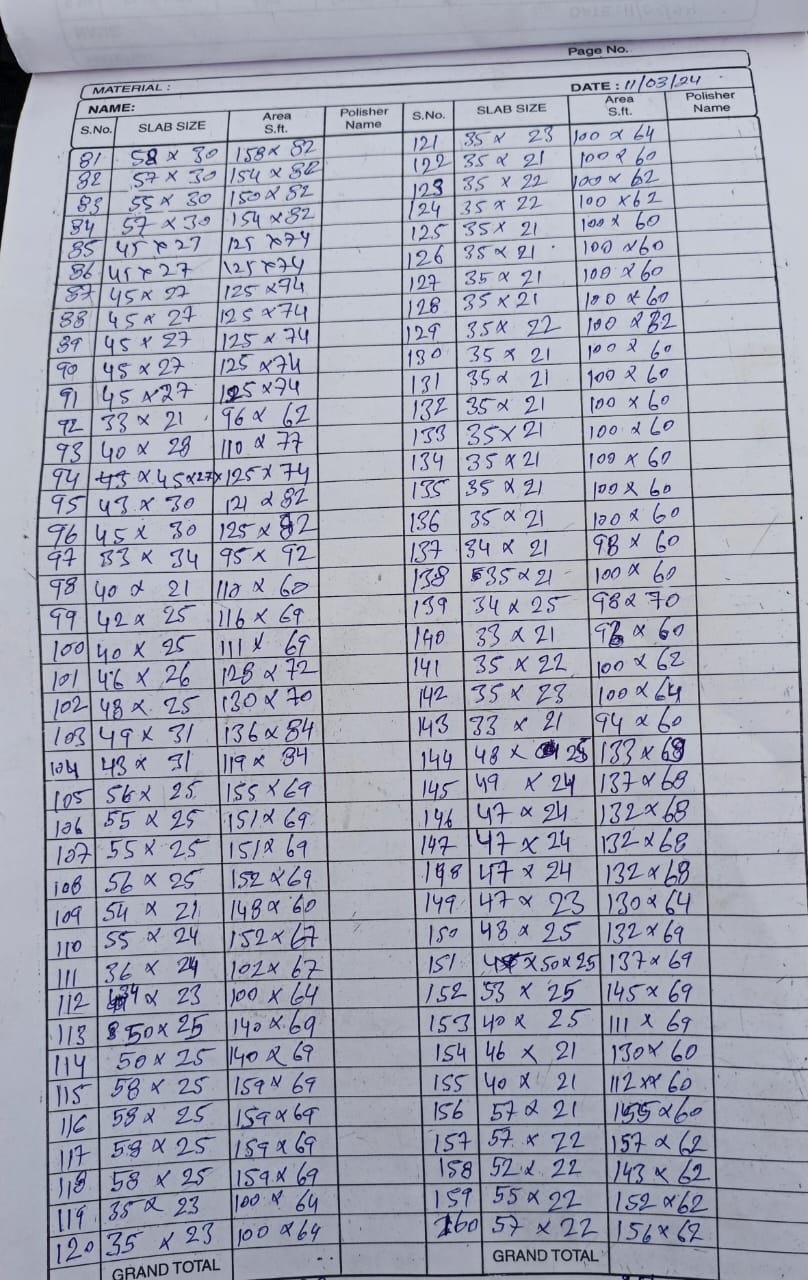 Page No.
MATERIAL :
NAME: DATE : 11/03/24
S.No. SLAB SIZE Area S.ft. Polisher Name S.No. SLAB SIZE Area S.ft. Polisher Name
81 58 x 30 158 x 82 121 35 x 23 100 x 64
82 57 x 30 154 x 82 122 35 x 21 100 x 60
83 55 x 30 150 x 82 123 35 x 22 100 x 62
84 57 x 30 154 x 82 124 35 x 22 100 x 62
85 45 x 27 125 x 74 125 35 x 21 100 x 60
86 45 x 27 125 x 74 126 35 x 21 100 x 60
87 45 x 27 125 x 94 127 35 x 21 100 x 60
88 45 x 27 125 x 74 128 35 x 21 100 x 60
89 45 x 27 125 x 74 129 35 x 22 100 x 82
90 45 x 27 125 x 74 130 35 x 21 100 x 60
91 45 x 27 125 x 74 131 35 x 21 100 x 60
92 33 x 21 96 x 62 132 35 x 21 100 x 60
93 40 x 28 110 x 77 133 35 x 21 100 x 60
94 45 x 27 x 125 x 74 134 35 x 21 100 x 60
95 43 x 30 121 x 82 135 35 x 21 100 x 60
96 45 x 30 125 x 82 136 35 x 21 100 x 60
97 33 x 34 95 x 92 137 34 x 21 98 x 60
98 40 x 21 110 x 60 138 35 x 21 100 x 60
99 42 x 25 116 x 69 139 34 x 25 98 x 70
100 40 x 25 111 x 69 140 33 x 21 96 x 60
101 46 x 26 128 x 72 141 35 x 22 100 x 62
102 48 x 25 130 x 70 142 35 x 23 100 x 64
103 49 x 31 136 x 84 143 33 x 21 94 x 60
104 43 x 31 119 x 84 144 48 x 25 133 x 68
105 56 x 25 155 x 69 145 49 x 24 137 x 68
106 55 x 25 151 x 69 146 47 x 24 132 x 68
107 55 x 25 151 x 69 147 47 x 24 132 x 68
108 56 x 25 152 x 69 148 47 x 24 132 x 68
109 54 x 21 148 x 60 149 47 x 23 130 x 64
110 55 x 24 152 x 67 150 48 x 25 132 x 69
111 36 x 24 102 x 67 151 50 x 25 137 x 69
112 34 x 23 100 x 64 152 53 x 25 145 x 69
113 50 x 25 140 x 69 153 40 x 25 111 x 69
114 50 x 25 140 x 69 154 46 x 21 130 x 60
115 58 x 25 159 x 69 155 40 x 21 112 x 60
116 58 x 25 159 x 69 156 57 x 21 155 x 60
117 58 x 25 159 x 69 157 57 x 22 157 x 62
118 58 x 25 159 x 69 158 52 x 22 143 x 62
119 35 x 23 100 x 64 159 55 x 22 152 x 62
120 35 x 23 100 x 64 160 57 x 22 156 x 62
GRAND TOTAL GRAND TOTAL